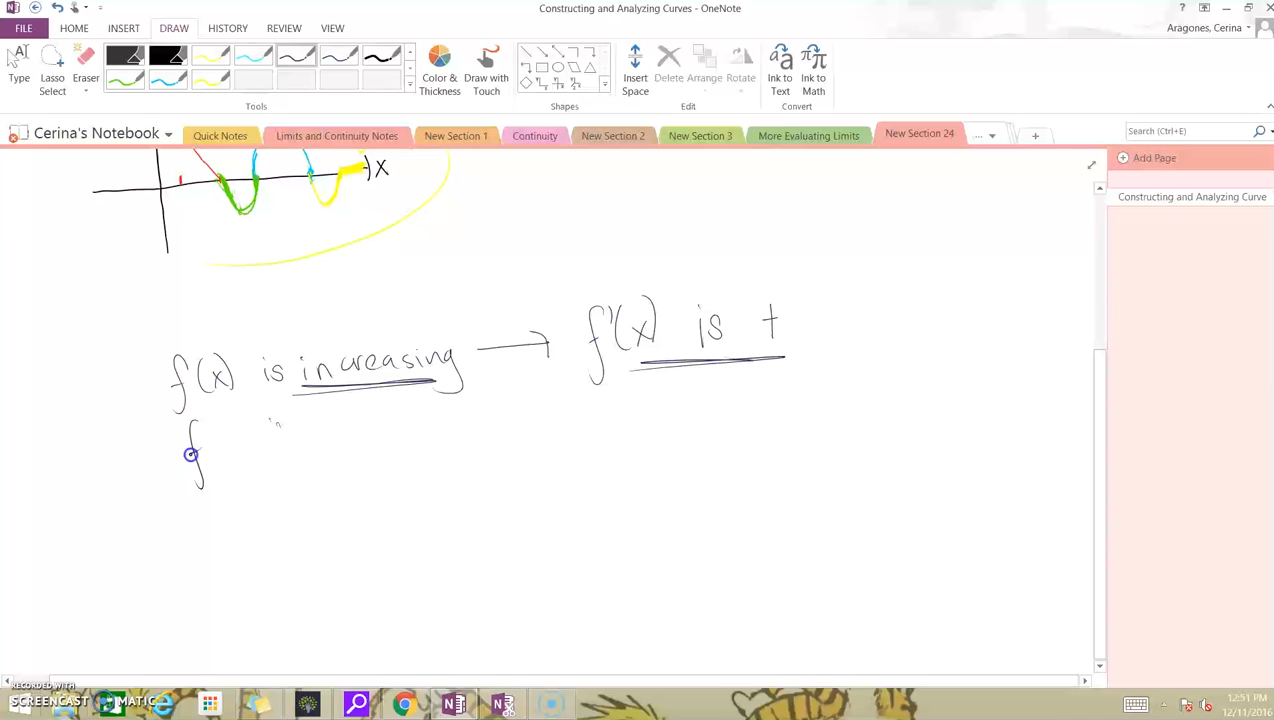 Constructing and Analyzing Curves - OneNote
Aragones, Cerina
FILE HOME INSERT DRAW HISTORY REVIEW VIEW
Type Lasso Select Eraser Color & Thickness Draw with Touch Insert Space Delete Arrange Rotate Ink to Text Ink to Math
Tools Shapes Edit Convert
Cerina's Notebook Quick Notes Limits and Continuity Notes New Section 1 Continuity New Section 2 New Section 3 More Evaluating Limits New Section 24 ... Search (Ctrl+E)
Add Page
Constructing and Analyzing Curve
x
f(x) is increasing → f'(x) is +
f
RECORDED WITH
SCREENCAST MATIC
12:51 PM
12/11/2016